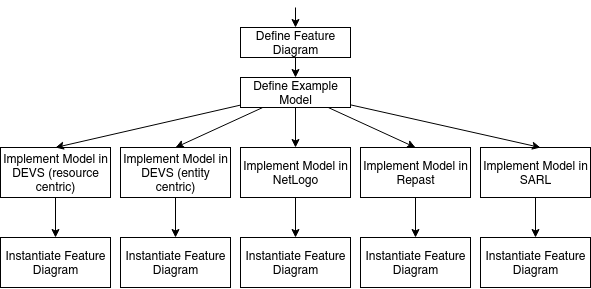 Define Feature
Diagram
Define Example
Model
Implement Model in
DEVS (resource
centric)
Implement Model in
DEVS (entity
centric)
Implement Model in
NetLogo
Implement Model in
Repast
Implement Model in
SARL
Instantiate Feature
Diagram
Instantiate Feature
Diagram
Instantiate Feature
Diagram
Instantiate Feature
Diagram
Instantiate Feature
Diagram